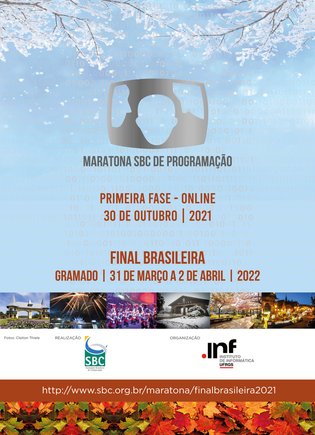 MARATONA SBC DE PROGRAMAÇÃO
PRIMEIRA FASE - ONLINE
30 DE OUTUBRO | 2021
FINAL BRASILEIRA
GRAMADO | 31 DE MARÇO A 2 DE ABRIL | 2022
Fotos: Cleiton Thiele
REALIZAÇÃO
ORGANIZAÇÃO
SBC
.inf
INSTITUTO
DE INFORMÁTICA
UFRGS
http://www.sbc.org.br/maratona/finalbrasileira2021